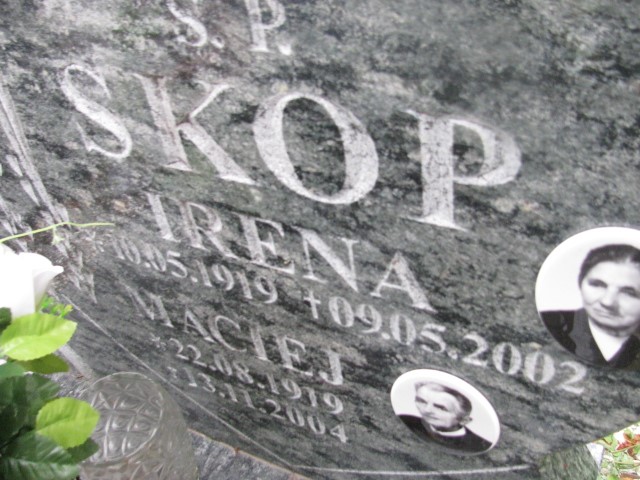 Ś. P.
SKOP
IRENA
*10.05.1919 †09.05.2002
MACIEJ
*22.08.1919
†13.11.2004